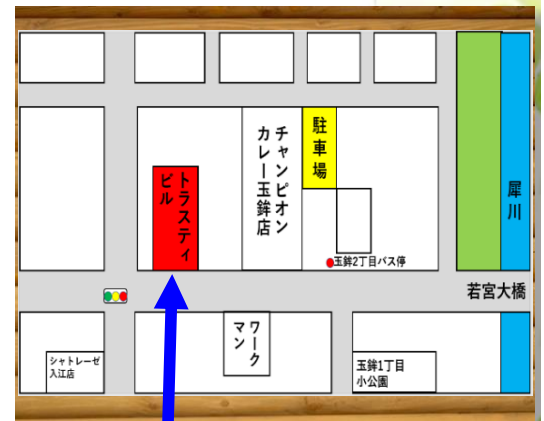 駐車場
チャンピオン
カレー玉鉾店
トラスティ
ビル
犀川
玉鉾2丁目バス停
若宮大橋
ワーク
マン
シャトレーゼ
入江店
玉鉾1丁目
小公園